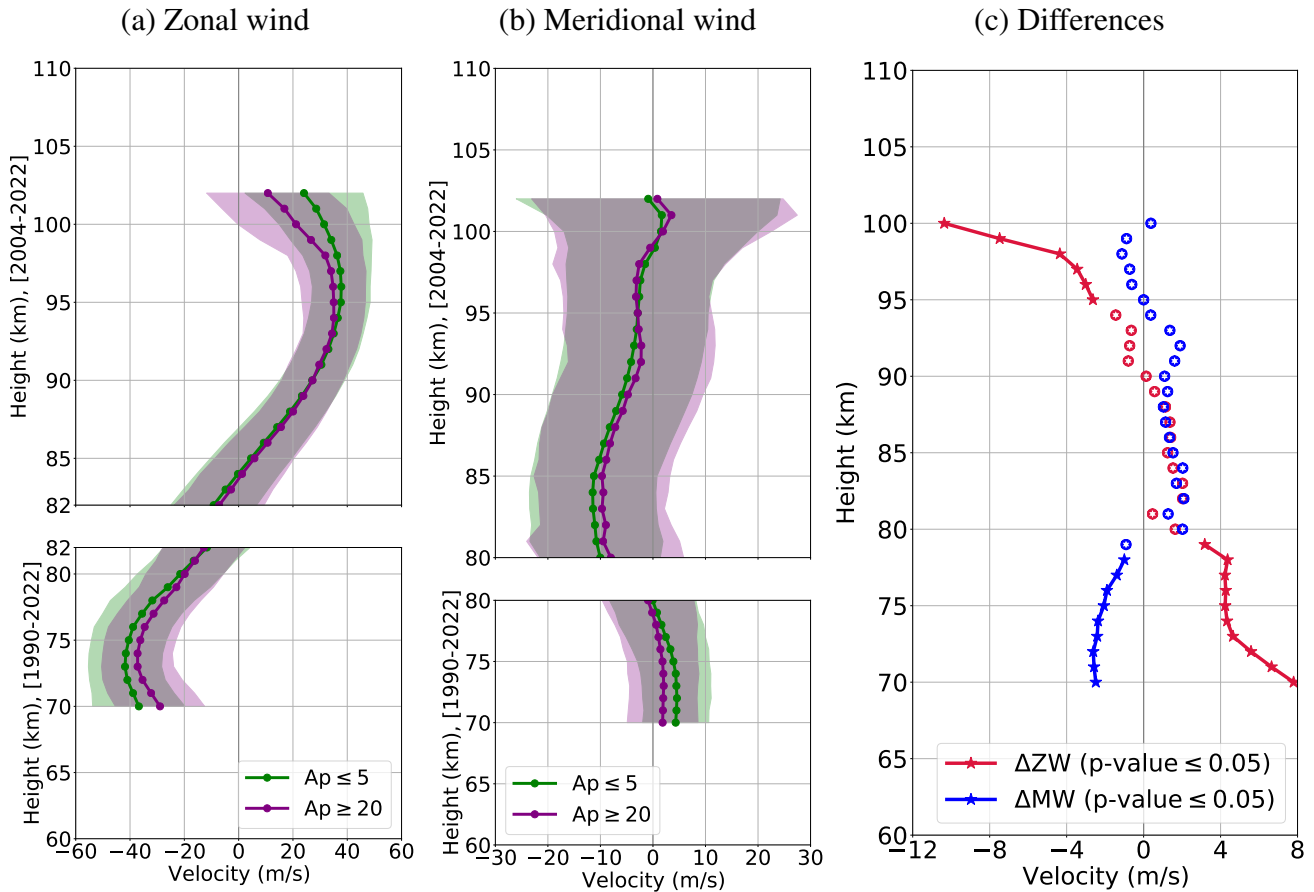 (a) Zonal wind
(b) Meridional wind
(c) Differences
110
105
100
95
90
85
82
Height (km), [2004-2022]
82
80
75
70
65
60
Height (km), [1990-2022]
Ap ≤ 5
Ap ≥ 20
−60 −40 −20 0 20 40 60
Velocity (m/s)
110
105
100
95
90
85
80
Height (km), [2004-2022]
80
75
70
65
60
Height (km), [1990-2022]
Ap ≤ 5
Ap ≥ 20
−30 −20 −10 0 10 20 30
Velocity (m/s)
110
105
100
95
90
85
80
75
70
65
60
Height (km)
ΔZW (p-value ≤ 0.05)
ΔMW (p-value ≤ 0.05)
−12 −8 −4 0 4 8
Velocity (m/s)